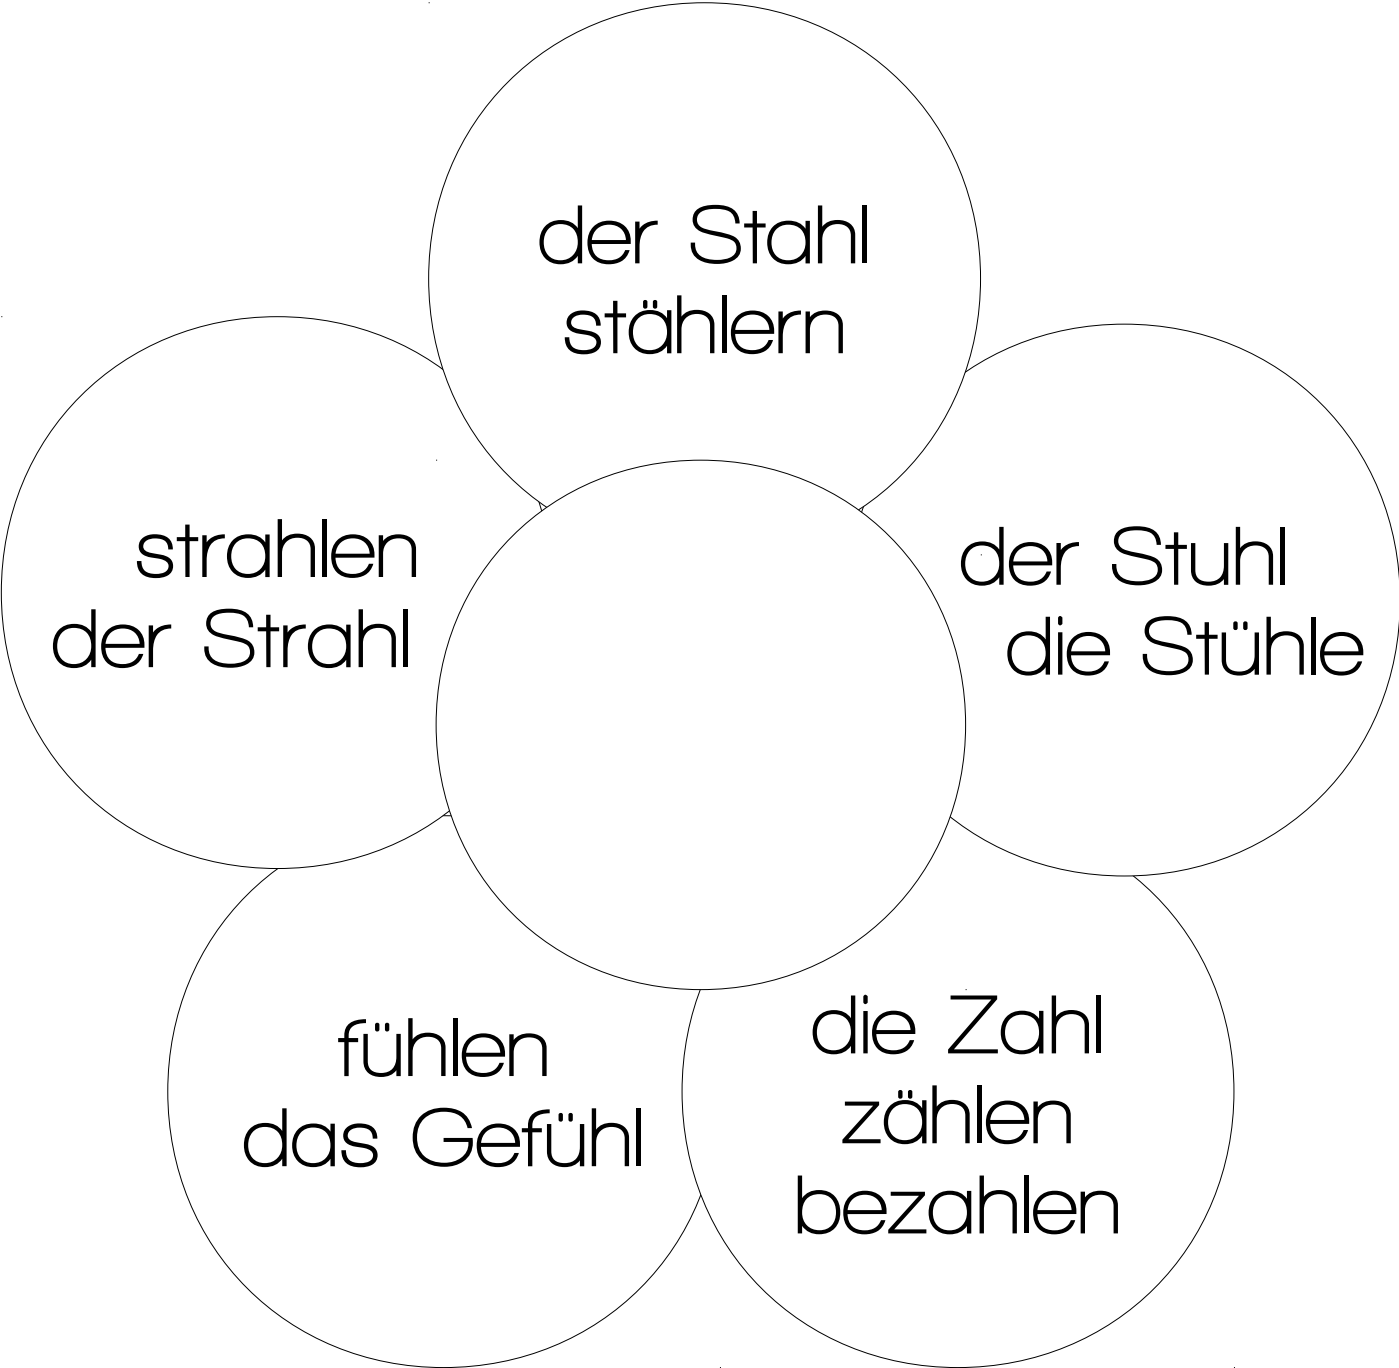 der Stahl
stählern
strahlen
der Strahl
der Stuhl
die Stühle
fühlen
das Gefühl
die Zahl
zählen
bezahlen